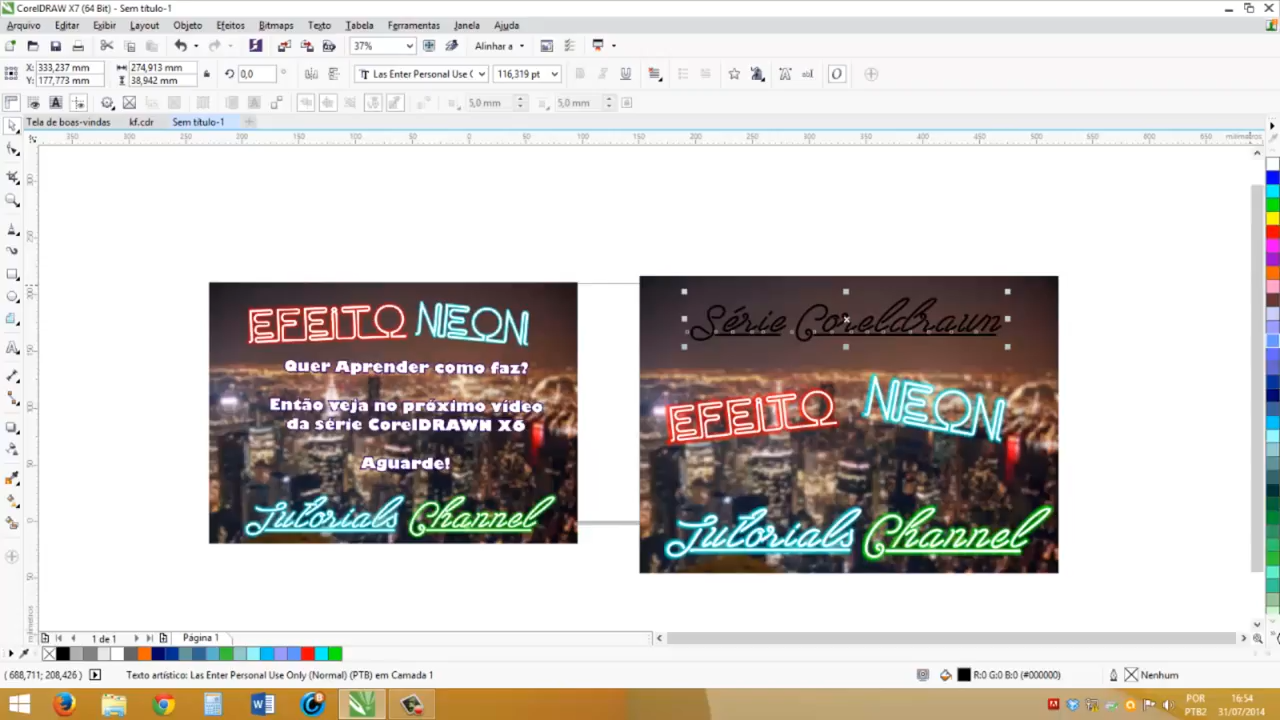 CorelDRAW X7 (64 Bit) - Sem título-1
Arquivo Editar Exibir Layout Objeto Efeitos Bitmaps Texto Tabela Ferramentas Janela Ajuda
37% Alinhar a
X: 333,237 mm 274,913 mm 0,0 ° Las Enter Personal Use ( 116,319 pt
Y: 177,773 mm 38,942 mm
5,0 mm 5,0 mm
Tela de boas-vindas kf.cdr Sem título-1
EFEITO NEON
Quer Aprender como faz?
Então veja no próximo vídeo
da série CorelDRAWN X6
Aguarde!
Tutorials Channel
Série Coreldrawn
EFEITO NEON
Tutorials Channel
1 de 1 Página 1
(688,711; 208,426) Texto artístico: Las Enter Personal Use Only (Normal) (PTB) em Camada 1 R:0 G:0 B:0 (#000000) Nenhum
POR 16:54
PTB2 31/07/2014